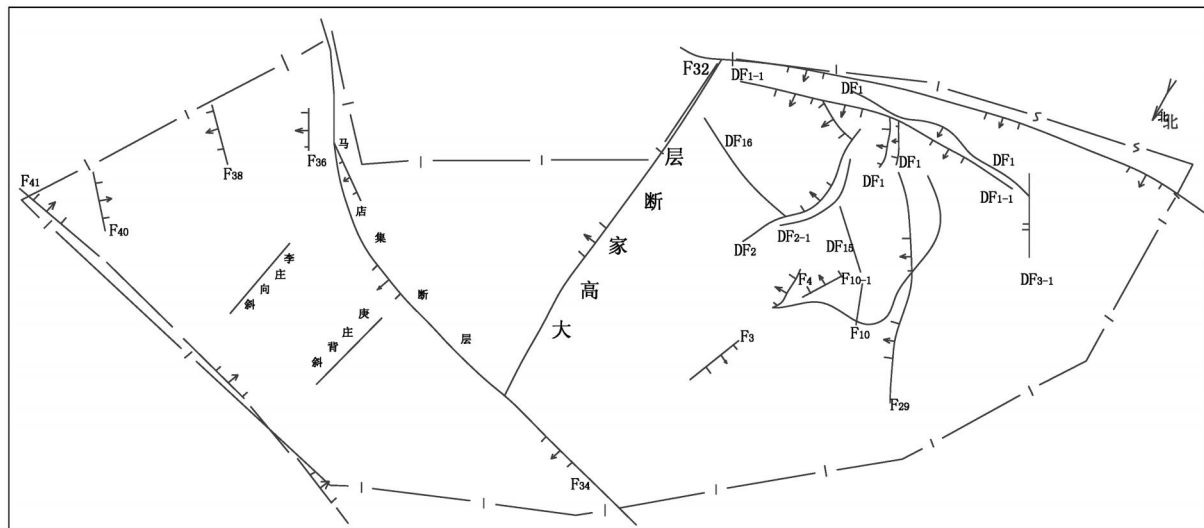 F32
DF1-1
DF1
北
北
马店集断层
大高家断层
DF16
F41
F38
F36
F40
DF1
DF1
DF1
DF1-1
DF2
DF2-1
DF15
DF3-1
李庄向斜
F4
F10-1
庚庄背斜
F3
F10
F29
F34
S
S
S